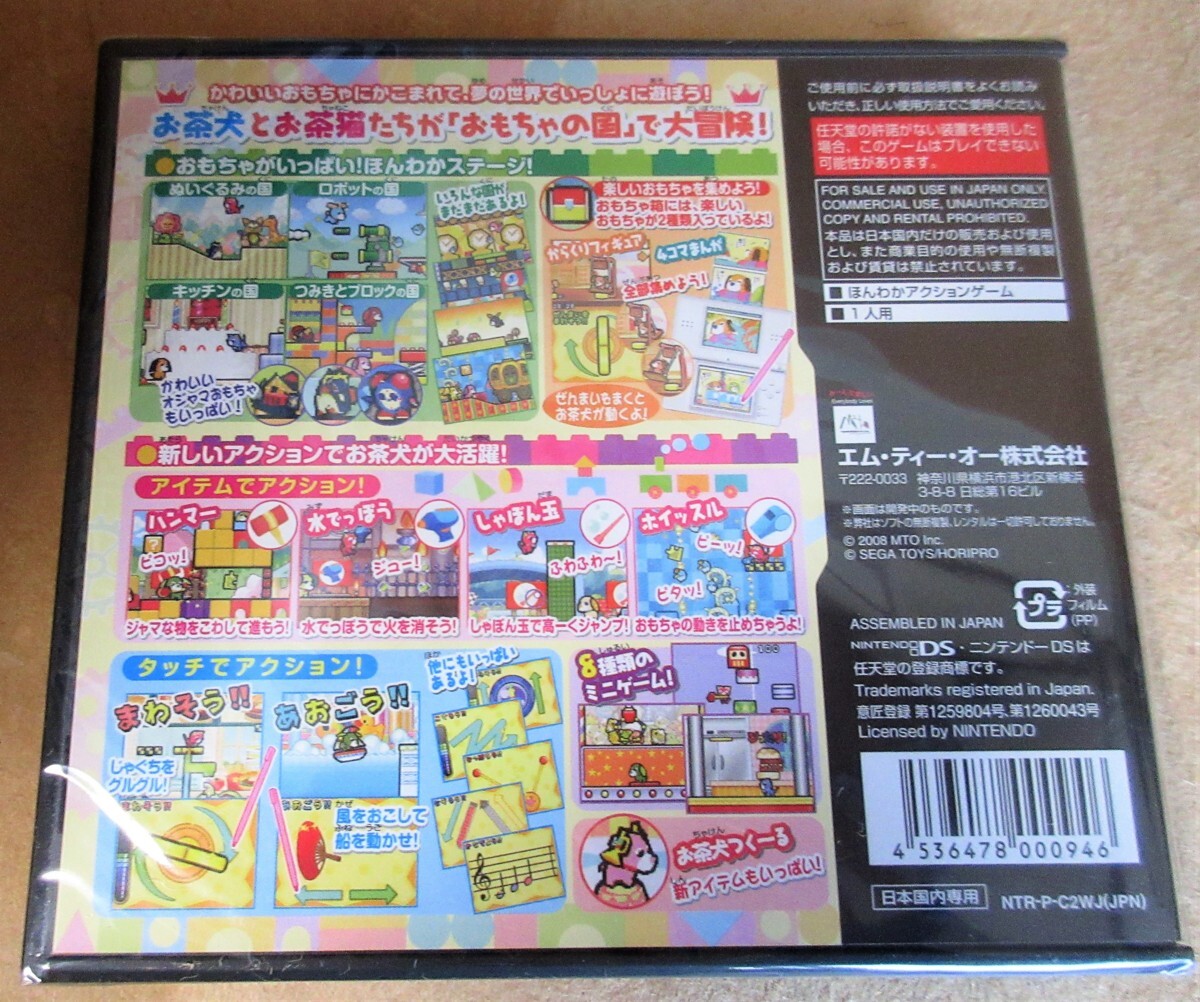 かわいいおもちゃにかこまれて、夢の世界でいっしょに遊ぼう!
お茶犬とお茶猫たちが「おもちゃの国」で大冒険!
おもちゃがいっぱい!ほんわかステージ!
ぬいぐるみの国
ロボットの国
いろんな国が
まだまだあるよ!
キッチンの国
つみきとブロックの国
かわいい
オジャマおもちゃ
もいっぱい!
楽しいおもちゃを集めよう!
おもちゃ箱には、楽しい
おもちゃが2種類入っているよ!
からくりフィギュア
4コマまんが
全部集めよう!
ぜんまいをまくと
お茶犬が動くよ!
新しいアクションでお茶犬が大活躍!
アイテムでアクション!
ハンマー
ピコッ!
ジャマな物をこわして進もう!
水でっぽう
ジュー!
水でっぽうで火を消そう!
しゃぼん玉
ふわふわ〜!
しゃぼん玉で高ーくジャンプ!
ホイッスル
ピーッ!
ピタッ!
おもちゃの動きを止めちゃうよ!
タッチでアクション!
まわそう!!
じゃぐちを
グルグル!
まわそう!!
あおごう!!
あおごう!!
風をおこして
船を動かせ!
他にもいっぱい
あるよ!
8種類の
ミニゲーム!
100
お茶犬つくーる
新アイテムもいっぱい!
ご使用前に必ず取扱説明書をよくお読み
いただき、正しい使用方法でご愛用ください。
任天堂の許諾がない装置を使用した
場合、このゲームはプレイできない
可能性があります。
FOR SALE AND USE IN JAPAN ONLY.
COMMERCIAL USE, UNAUTHORIZED
COPY AND RENTAL PROHIBITED.
本品は日本国内だけの販売および使用
とし、また商業目的の使用や無断複製
および賃貸は禁止されています。
■ほんわかアクションゲーム
■1人用
Everybody Loves
エム・ティー・オー株式会社
〒222-0033 神奈川県横浜市港北区新横浜
3-8-8 日総第16ビル
※画面は開発中のものです。
※弊社はソフトの無断複製、レンタルは一切許可しておりません。
© 2008 MTO Inc.
© SEGA TOYS/HORIPRO
プラ
:外装
フィルム
(PP)
ASSEMBLED IN JAPAN
NINTENDO DS・ニンテンドーDSは
任天堂の登録商標です。
Trademarks registered in Japan.
意匠登録 第1259804号、第1260043号
Licensed by NINTENDO
4 536478 000946
日本国内専用
NTR-P-C2WJ(JPN)